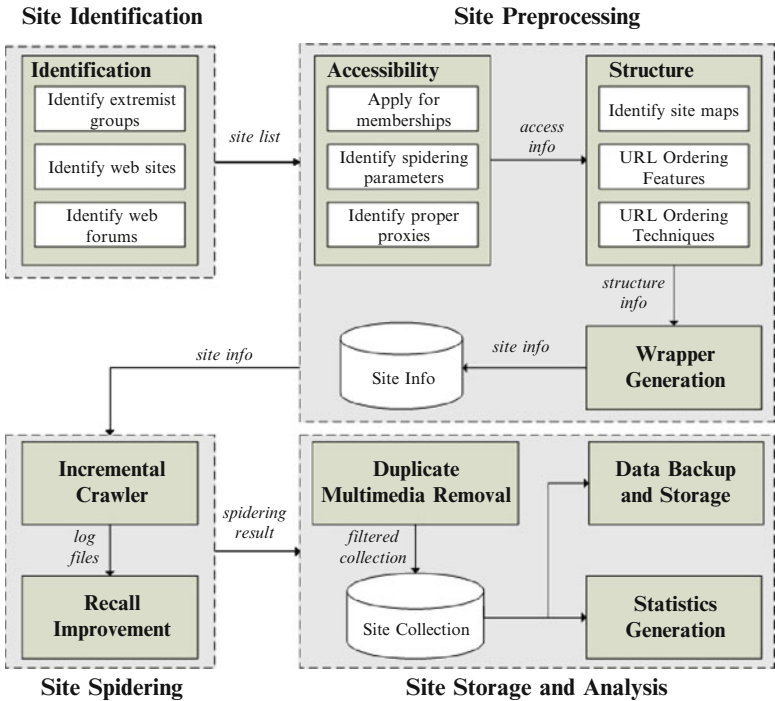 Site Identification
Site Preprocessing
Identification
Identify extremist
groups
Identify web sites
Identify web
forums
site list
Accessibility
Apply for
memberships
Identify spidering
parameters
Identify proper
proxies
access
info
Structure
Identify site maps
URL Ordering
Features
URL Ordering
Techniques
structure
info
Wrapper
Generation
site info
Site Info
site info
Incremental
Crawler
log
files
Recall
Improvement
spidering
result
Duplicate
Multimedia Removal
filtered
collection
Site Collection
Data Backup
and Storage
Statistics
Generation
Site Spidering
Site Storage and Analysis